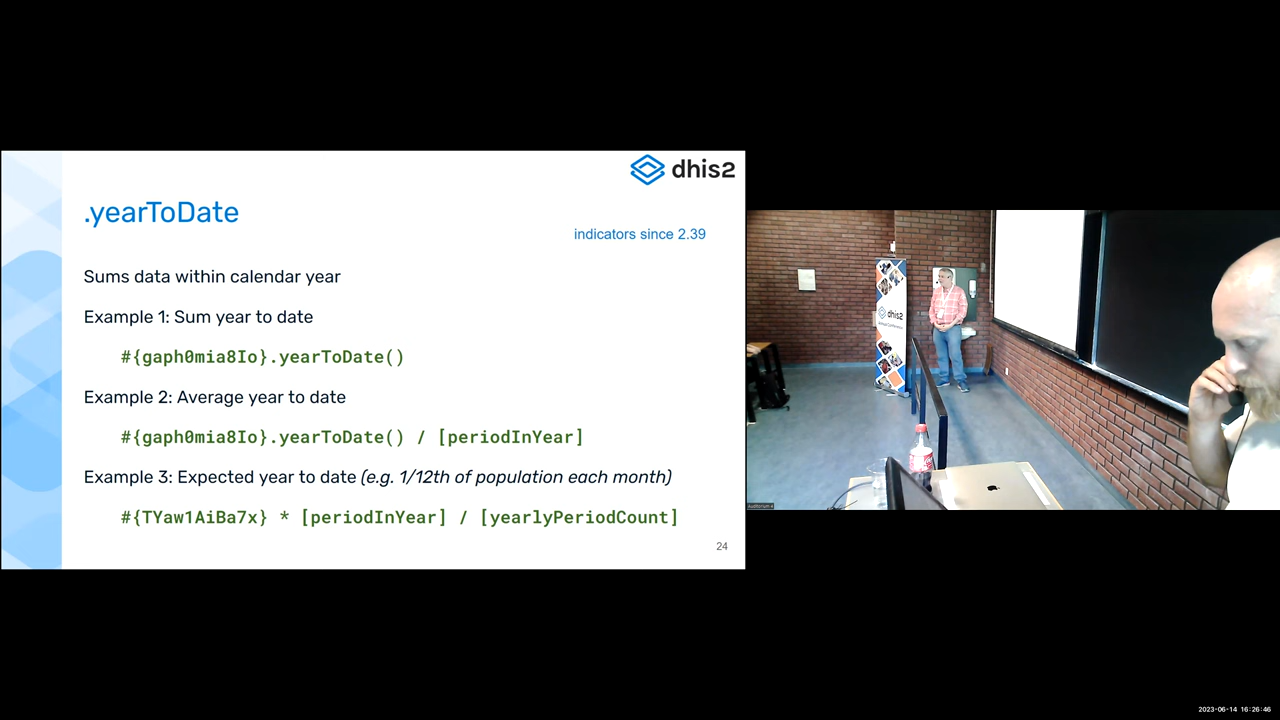 dhis2
.yearToDate
indicators since 2.39
Sums data within calendar year
Example 1: Sum year to date
#{gaph0mia8Io}.yearToDate()
Example 2: Average year to date
#{gaph0mia8Io}.yearToDate() / [periodInYear]
Example 3: Expected year to date (e.g. 1/12th of population each month)
#{TYaw1AiBa7x} * [periodInYear] / [yearlyPeriodCount]
24
dhis2
2023-06-14 16:26:46